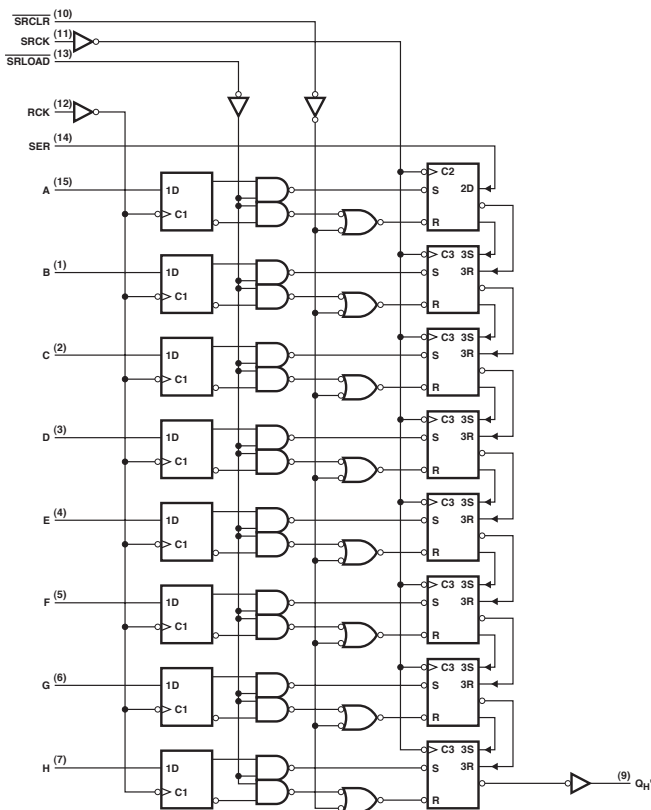 SRCLR (10)
SRCK (11)
SRLOAD (13)
RCK (12)
SER (14)
A (15) 1D C1 C2 2D S R
B (1) 1D C1 C3 3S 3R S R
C (2) 1D C1 C3 3S 3R S R
D (3) 1D C1 C3 3S 3R S R
E (4) 1D C1 C3 3S 3R S R
F (5) 1D C1 C3 3S 3R S R
G (6) 1D C1 C3 3S 3R S R
H (7) 1D C1 C3 3S 3R S R
(9) QH'